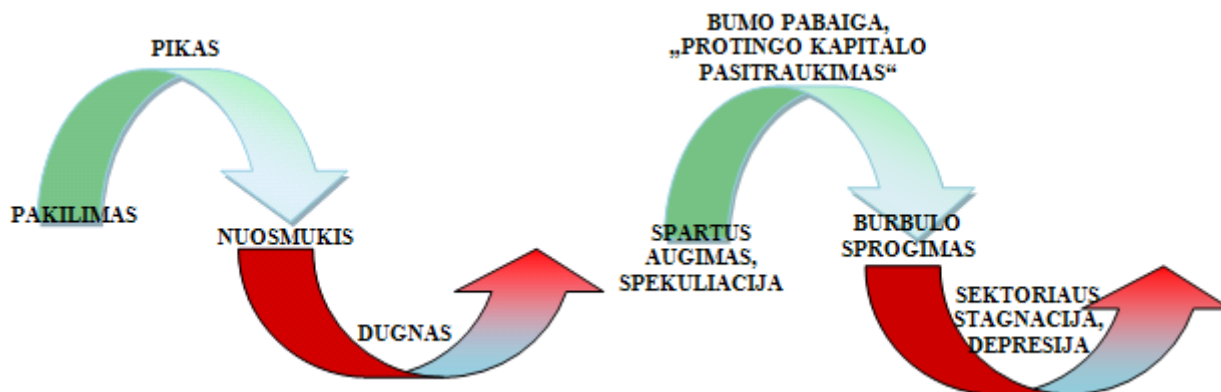 PIKAS
PAKILIMAS
NUOSMUKIS
DUGNAS
BUMO PABAIGA,
„PROTINGO KAPITALO
PASITRAUKIMAS“
SPARTUS
AUGIMAS,
SPEKULIACIJA
BURBULO
SPROGIMAS
SEKTORIAUS
STAGNACIJA,
DEPRESIJA